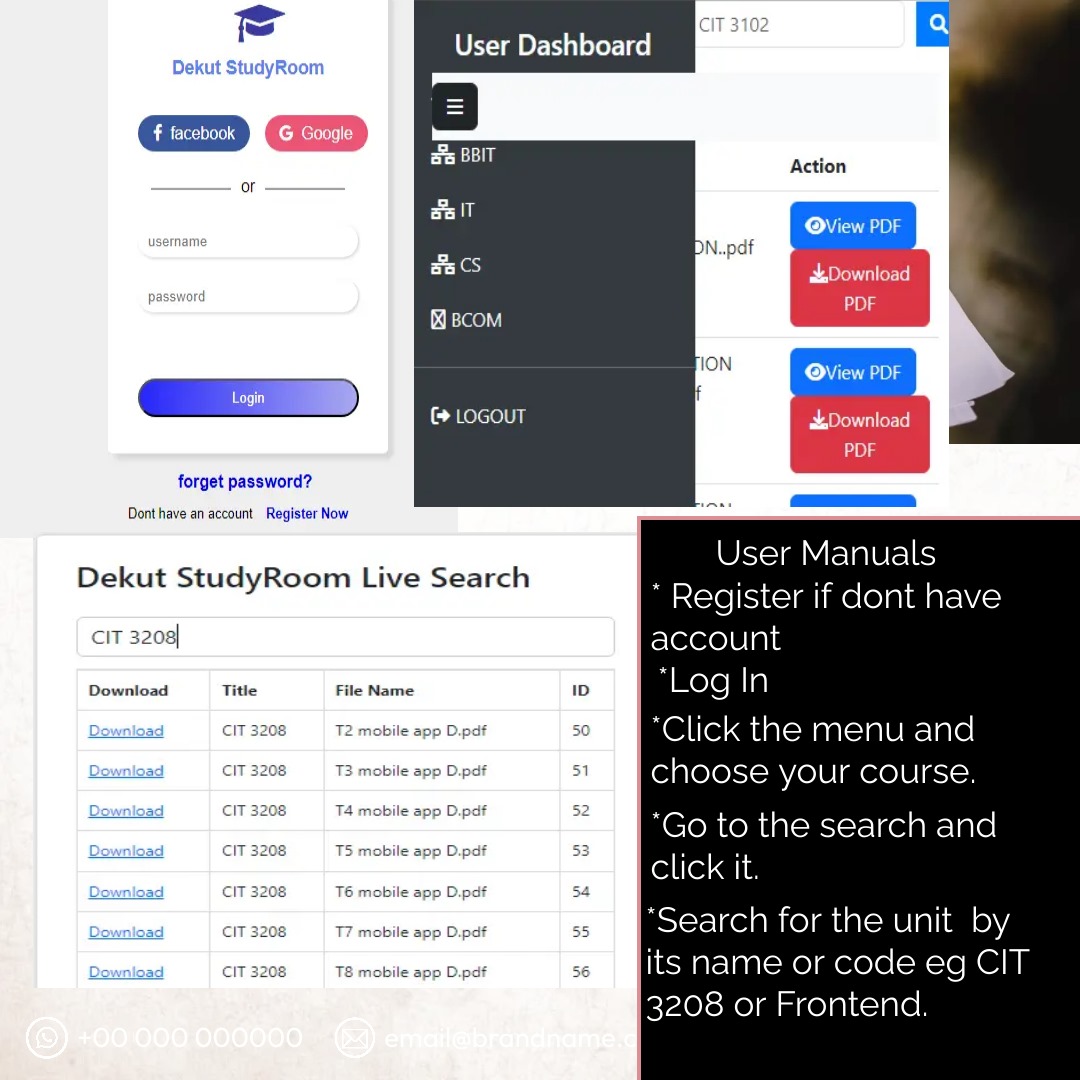 Dekut StudyRoom
facebook
Google
or
username
password
Login
forget password?
Dont have an account Register Now
User Dashboard
BBIT
IT
CS
BCOM
LOGOUT
CIT 3102
Action
View PDF
.pdf
Download
PDF
View PDF
Download
PDF
Dekut StudyRoom Live Search
CIT 3208
Download Title File Name ID
Download CIT 3208 T2 mobile app D.pdf 50
Download CIT 3208 T3 mobile app D.pdf 51
Download CIT 3208 T4 mobile app D.pdf 52
Download CIT 3208 T5 mobile app D.pdf 53
Download CIT 3208 T6 mobile app D.pdf 54
Download CIT 3208 T7 mobile app D.pdf 55
Download CIT 3208 T8 mobile app D.pdf 56
User Manuals
* Register if dont have
account
*Log In
*Click the menu and
choose your course.
*Go to the search and
click it.
*Search for the unit by
its name or code eg CIT
3208 or Frontend.
+00 000 000000
email@brandname.c